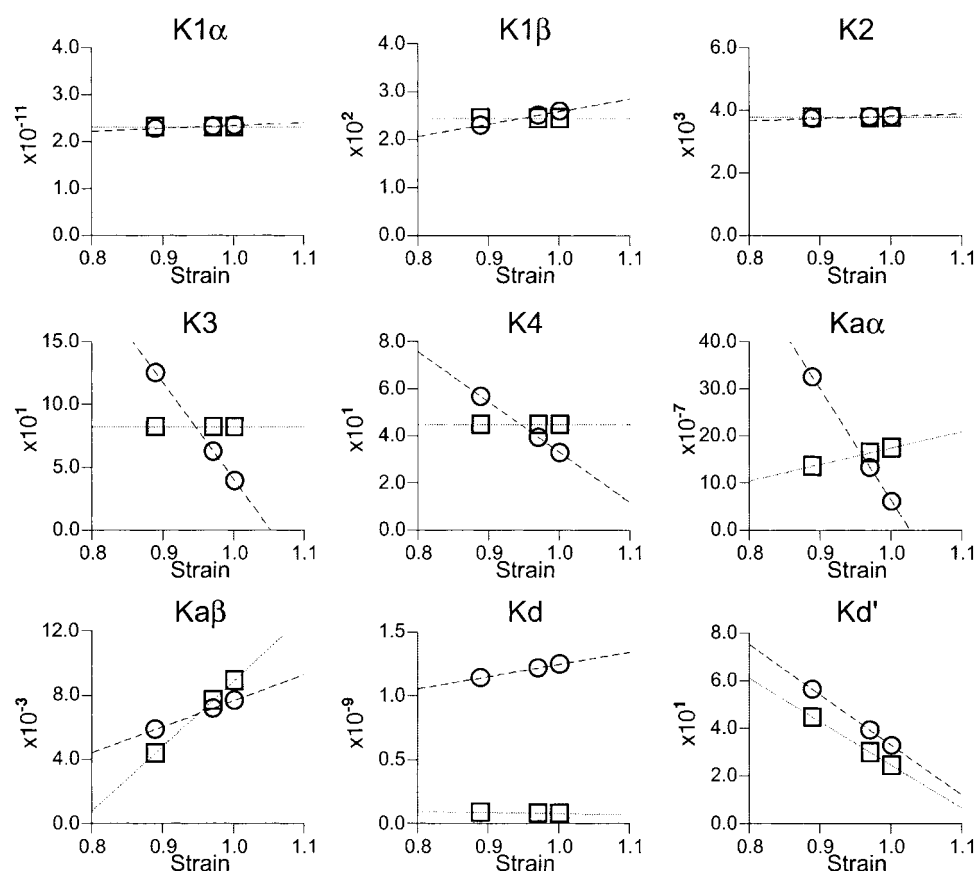 K1α
x10⁻¹¹
4.0
3.0
2.0
1.0
0.0
0.8 0.9 1.0 1.1
Strain
K1β
x10²
4.0
3.0
2.0
1.0
0.0
0.8 0.9 1.0 1.1
Strain
K2
x10³
6.0
4.0
2.0
0.0
0.8 0.9 1.0 1.1
Strain
K3
x10¹
15.0
10.0
5.0
0.0
0.8 0.9 1.0 1.1
Strain
K4
x10¹
8.0
6.0
4.0
2.0
0.0
0.8 0.9 1.0 1.1
Strain
Kaα
x10⁻⁷
40.0
30.0
20.0
10.0
0.0
0.8 0.9 1.0 1.1
Strain
Kaβ
x10⁻³
12.0
8.0
4.0
0.0
0.8 0.9 1.0 1.1
Strain
Kd
x10⁻⁹
1.5
1.0
0.5
0.0
0.8 0.9 1.0 1.1
Strain
Kd'
x10¹
8.0
6.0
4.0
2.0
0.0
0.8 0.9 1.0 1.1
Strain